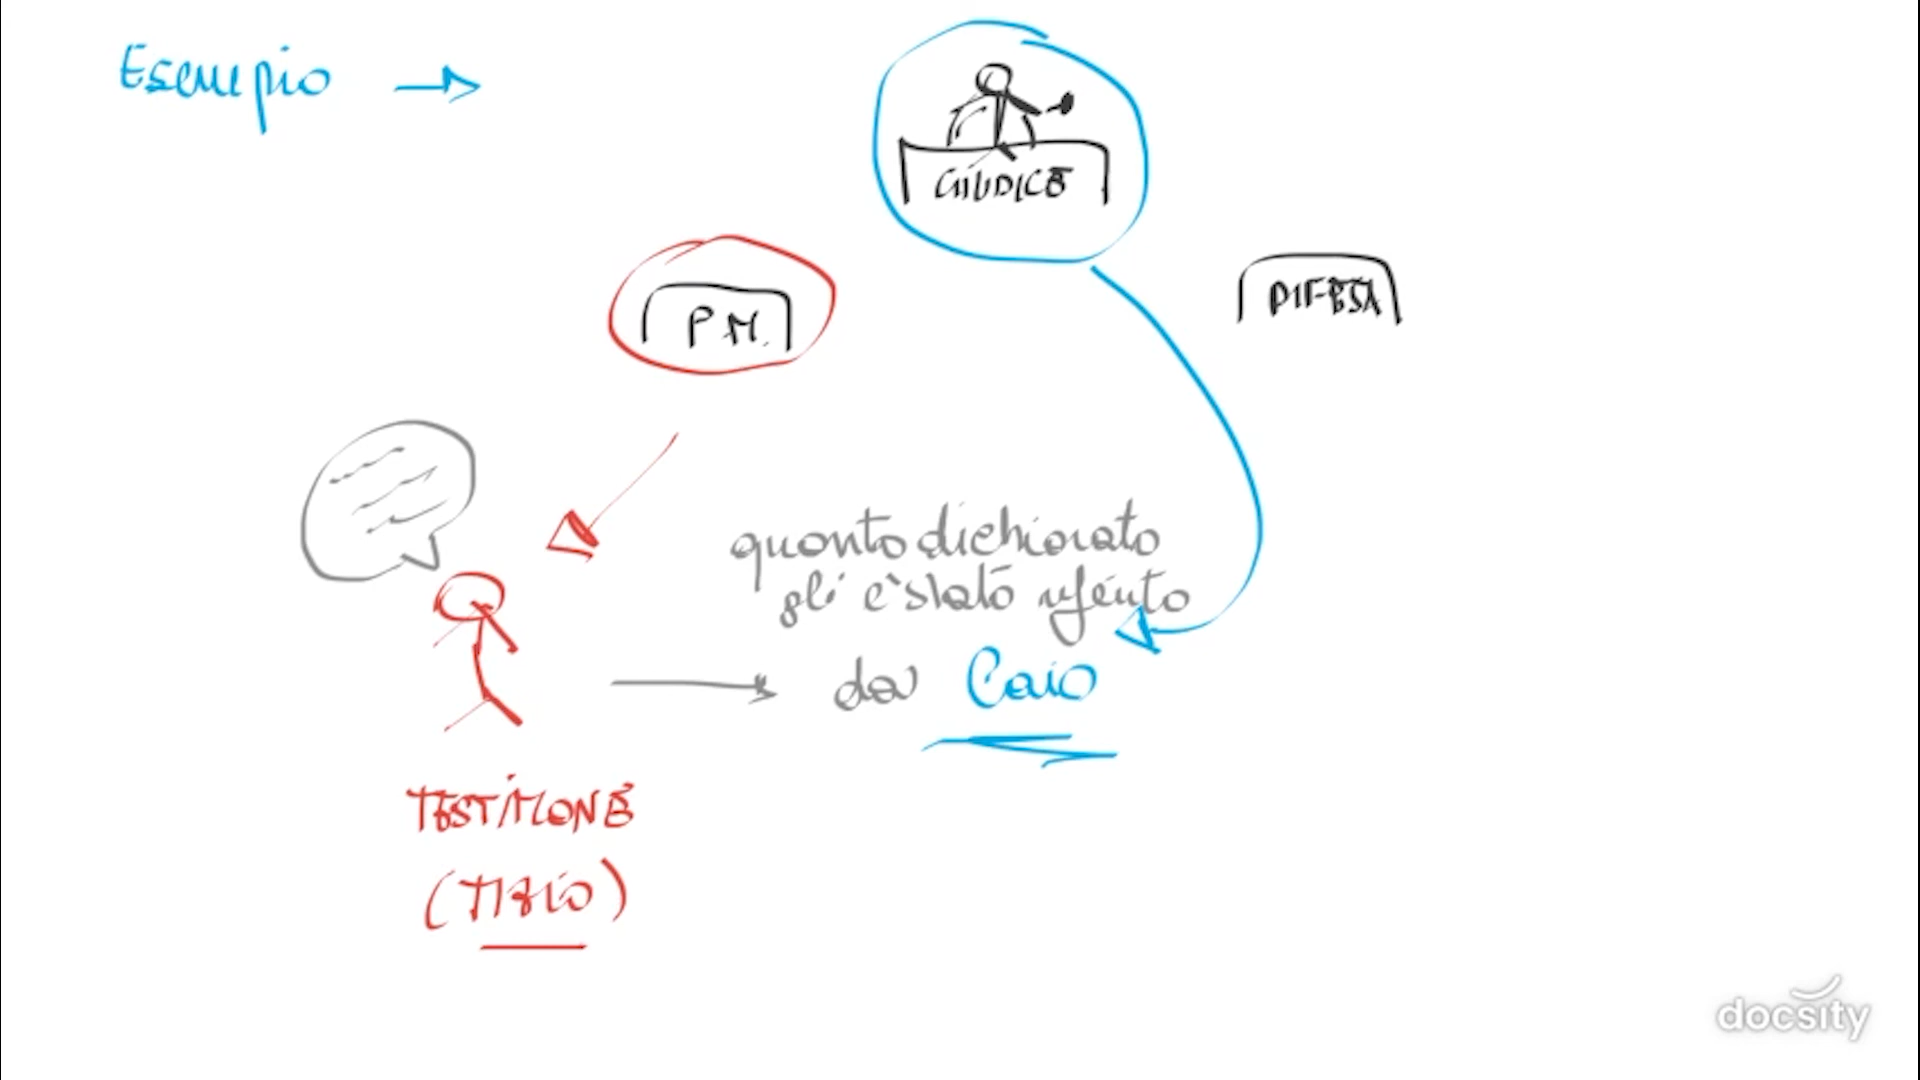 Esempio →
GIUDICE
P.M.
DIFESA
quanto dichiarato
gli è stato riferito
da Caio
TESTIMONE
(TIZIO)
docsity